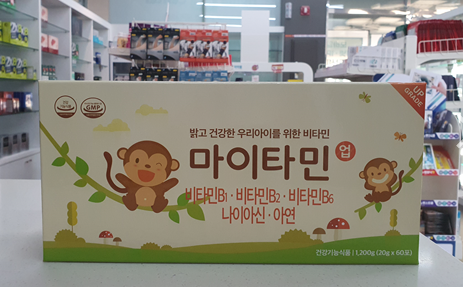 UP
GRADE
GMP
밝고 건강한 우리아이를 위한 비타민
마이타민 업
비타민B1 · 비타민B2 · 비타민B6
나이아신 · 아연
건강기능식품 | 1,200g (20g x 60포)